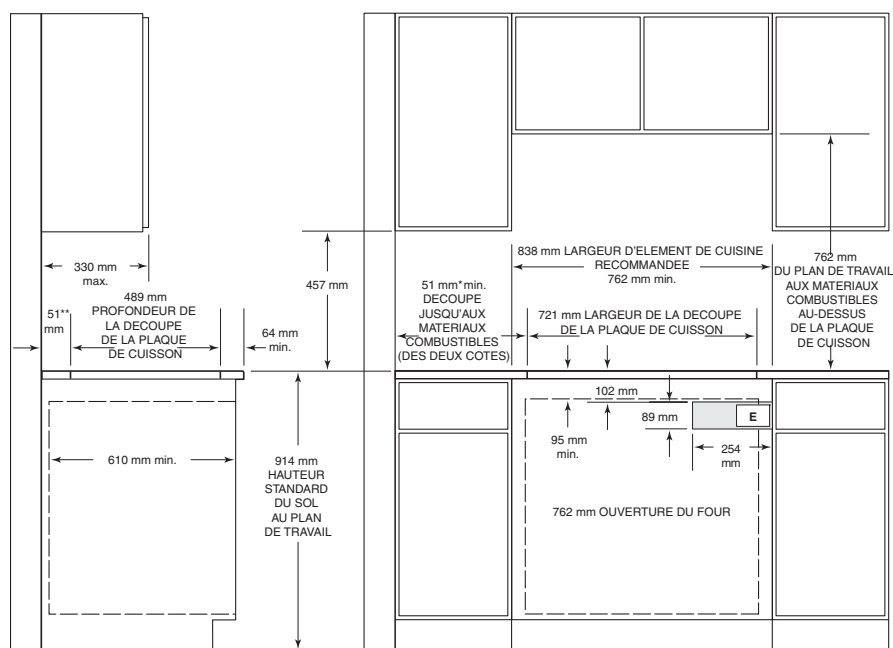 330 mm
max.
489 mm
PROFONDEUR DE
LA DECOUPE
DE LA PLAQUE
DE CUISSON
51**
mm
64 mm
min.
457 mm
610 mm min.
914 mm
HAUTEUR
STANDARD
DU SOL
AU PLAN
DE TRAVAIL
838 mm LARGEUR D'ELEMENT DE CUISINE
RECOMMANDEE
762 mm min.
51 mm*min.
DECOUPE
JUSQU'AUX
MATERIAUX
COMBUSTIBLES
(DES DEUX COTES)
721 mm LARGEUR DE LA DECOUPE
DE LA PLAQUE DE CUISSON
762 mm
DU PLAN DE TRAVAIL
AUX MATERIAUX
COMBUSTIBLES
AU-DESSUS
DE LA PLAQUE
DE CUISSON
102 mm
89 mm
E
95 mm
min.
254
mm
762 mm OUVERTURE DU FOUR